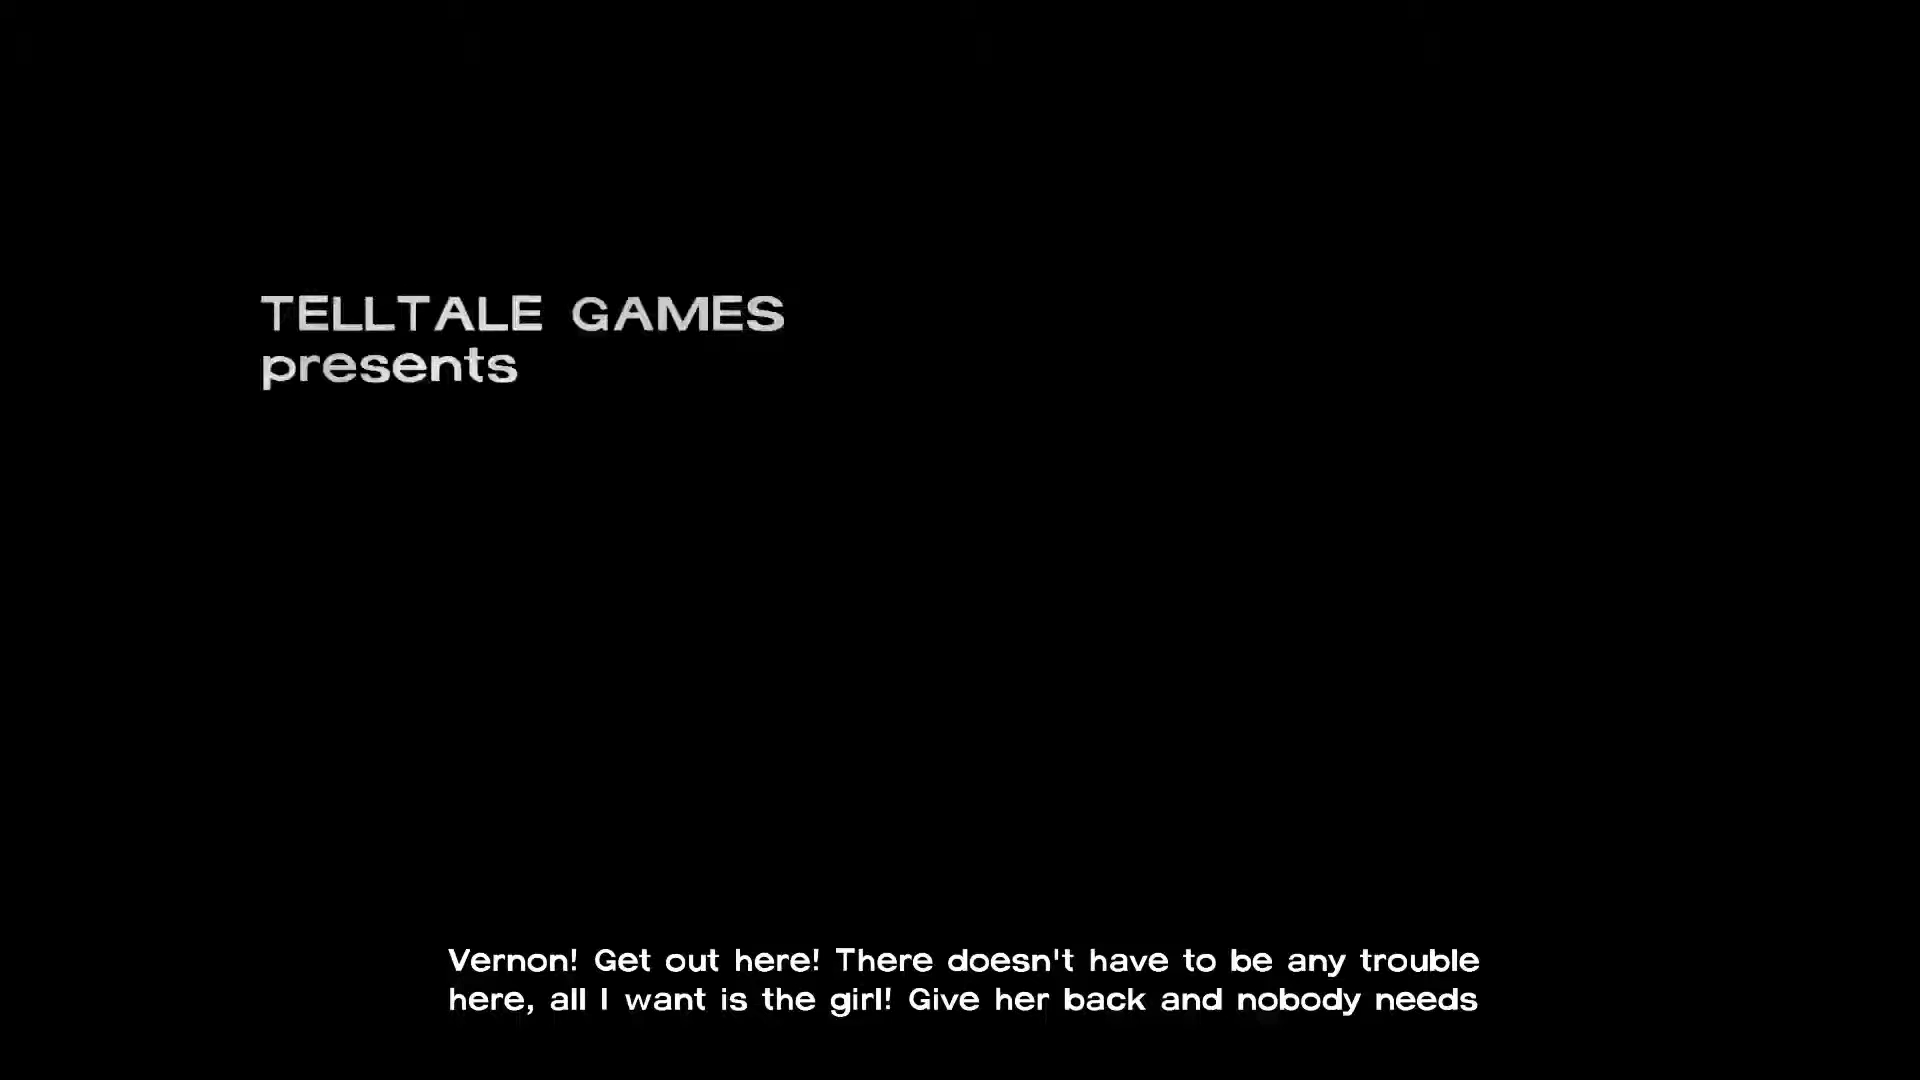 TELLTALE GAMES
presents
Vernon! Get out here! There doesn't have to be any trouble
here, all I want is the girl! Give her back and nobody needs